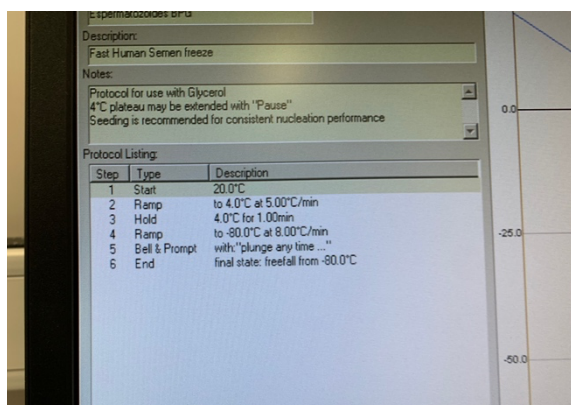 Espermatozoides BPG
Description:
Fast Human Semen freeze
Notes:
Protocol for use with Glycerol
4°C plateau may be extended with "Pause"
Seeding is recommended for consistent nucleation performance
Protocol Listing:
Step Type Description
1 Start 20.0°C
2 Ramp to 4.0°C at 5.00°C/min
3 Hold 4.0°C for 1.00min
4 Ramp to -80.0°C at 8.00°C/min
5 Bell & Prompt with:"plunge any time ..."
6 End final state: freefall from -80.0°C
0.0
-25.0
-50.0